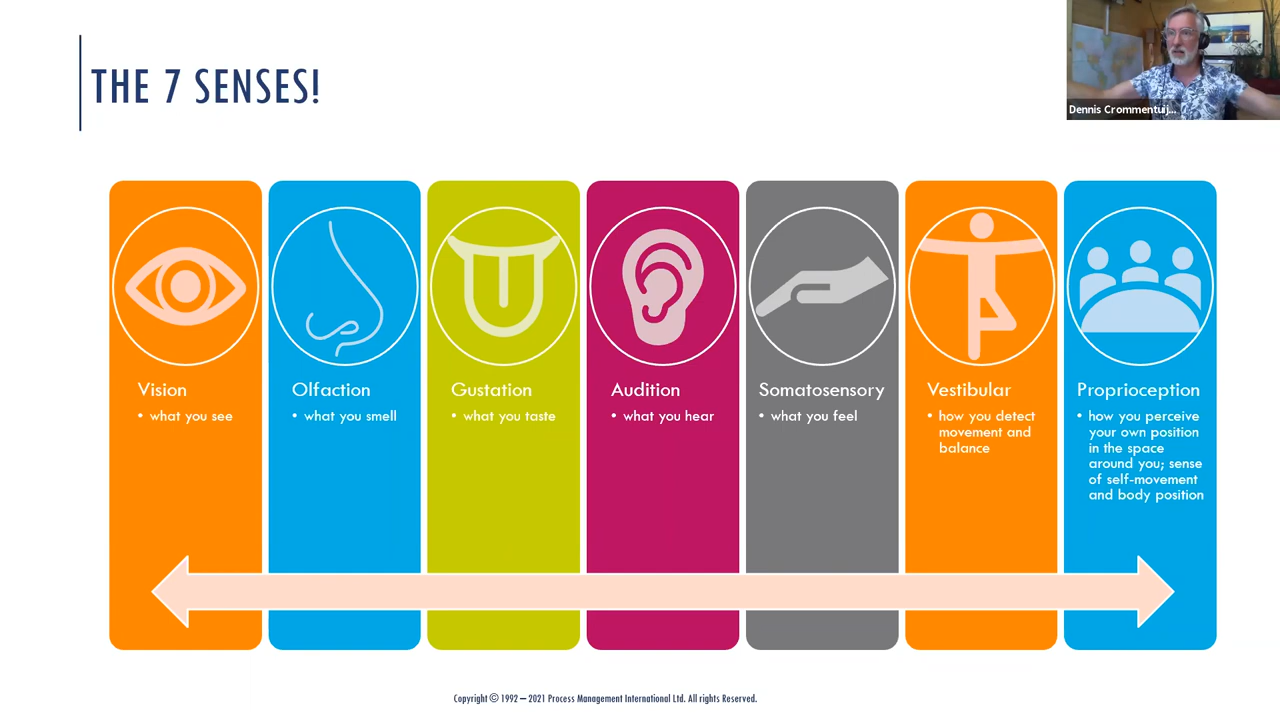 THE 7 SENSES!
Dennis Crommentuij...
Vision
• what you see
Olfaction
• what you smell
Gustation
• what you taste
Audition
• what you hear
Somatosensory
• what you feel
Vestibular
• how you detect
movement and
balance
Proprioception
• how you perceive
your own position
in the space
around you; sense
of self-movement
and body position
Copyright © 1992 – 2021 Process Management International Ltd. All rights Reserved.